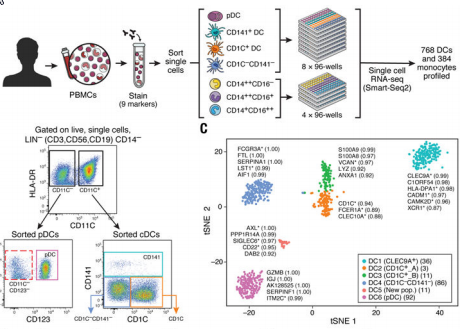 pDC
CD141+ DC
CD1C+ DC
CD1C−CD141−
CD14++CD16−
CD14++CD16+
CD14+CD16++
PBMCs
Stain
(9 markers)
Sort
single
cells
8 × 96-wells
4 × 96-wells
Single cell
RNA-seq
(Smart-Seq2)
768 DCs and
384
monocytes
profiled
Gated on live, single cells,
LIN− (CD3,CD56,CD19) CD14−
HLA-DR
CD11C−
CD11C+
CD11C
Sorted pDCs
Sorted cDCs
pDC
CD11C−
CD123−
CD123
CD141
CD141
CD1C−CD141−
CD1C
CD1C
C
tSNE 2
20
0
-20
FCGR3A* (1.00)
FTL (1.00)
SERPINA1 (1.00)
LST1* (0.99)
AIF1 (0.99)
S100A9 (0.99)
S100A8 (0.97)
VCAN* (0.97)
LYZ (0.92)
ANXA1 (0.92)
CLEC9A* (0.99)
C1ORF54 (0.98)
HLA-DPA1* (0.98)
CADM1* (0.97)
CAMK2D* (0.96)
XCR1* (0.87)
CD1C* (0.94)
FCER1A* (0.89)
CLEC10A* (0.88)
AXL* (1.00)
PPP1R14A (0.99)
SIGLEC6* (0.97)
CD22* (0.95)
DAB2 (0.92)
GZMB (1.00)
IGJ (1.00)
AK128525 (1.00)
SERPINF1 (1.00)
ITM2C* (0.99)
DC1 (CLEC9A+) (36)
DC2 (CD1C+_A) (3)
DC3 (CD1C+_B) (11)
DC4 (CD1C−CD141−) (86)
DC5 (New pop.) (11)
DC6 (pDC) (92)
tSNE 1